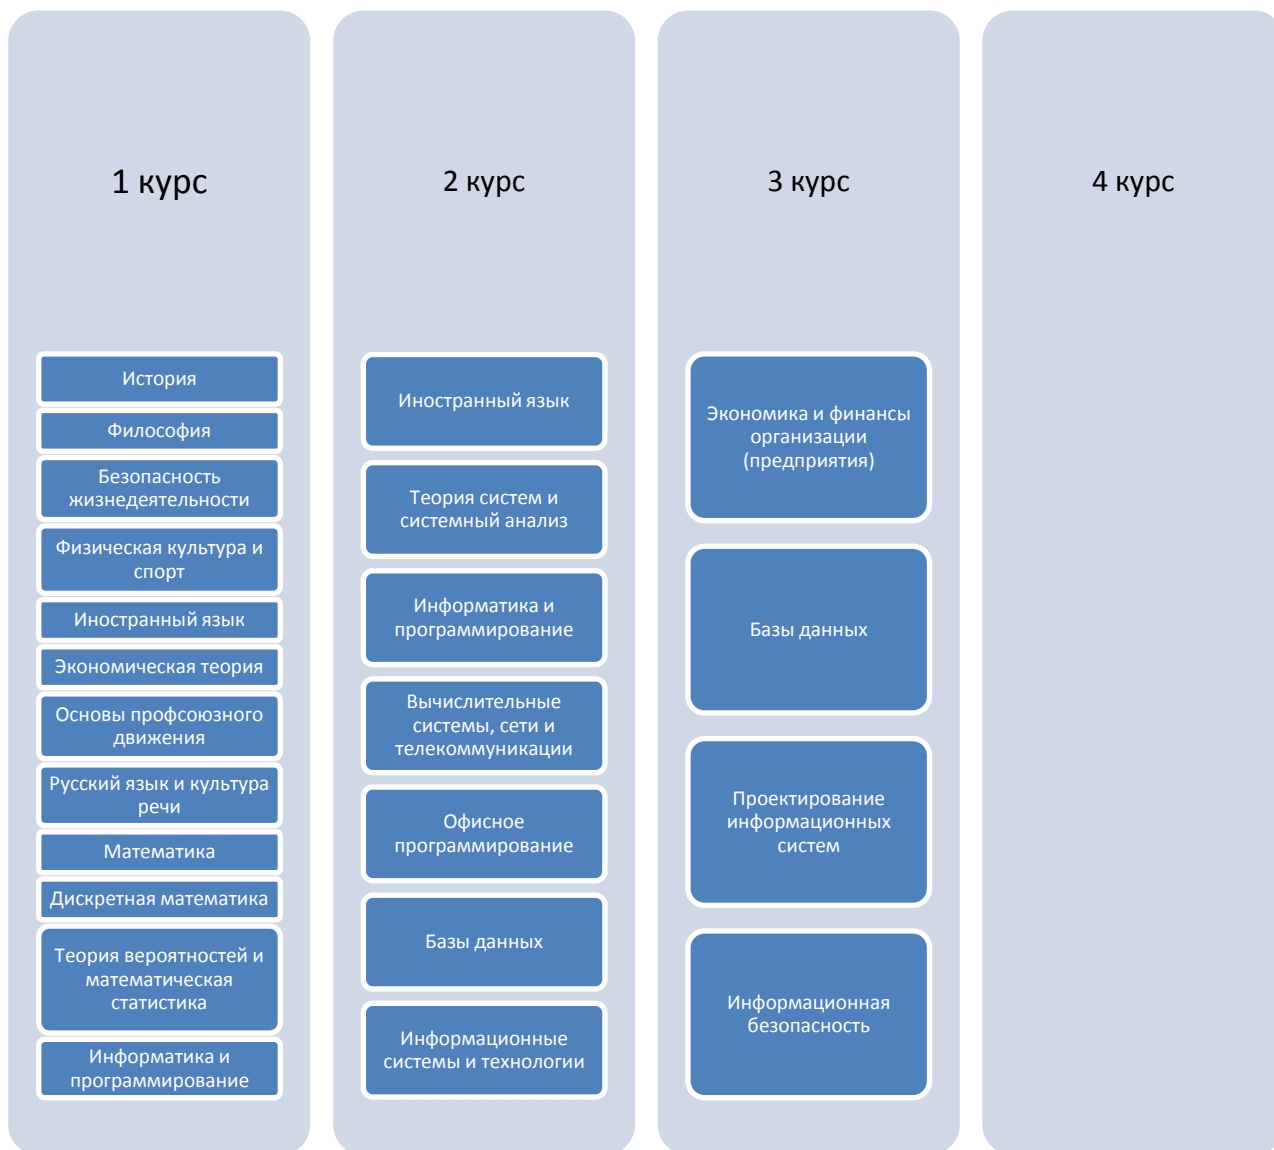 1 курс
История
Философия
Безопасность
жизнедеятельности
Физическая культура и
спорт
Иностранный язык
Экономическая теория
Основы профсоюзного
движения
Русский язык и культура
речи
Математика
Дискретная математика
Теория вероятностей и
математическая
статистика
Информатика и
программирование
2 курс
Иностранный язык
Теория систем и
системный анализ
Информатика и
программирование
Вычислительные
системы, сети и
телекоммуникации
Офисное
программирование
Базы данных
Информационные
системы и технологии
3 курс
Экономика и финансы
организации
(предприятия)
Базы данных
Проектирование
информационных
систем
Информационная
безопасность
4 курс